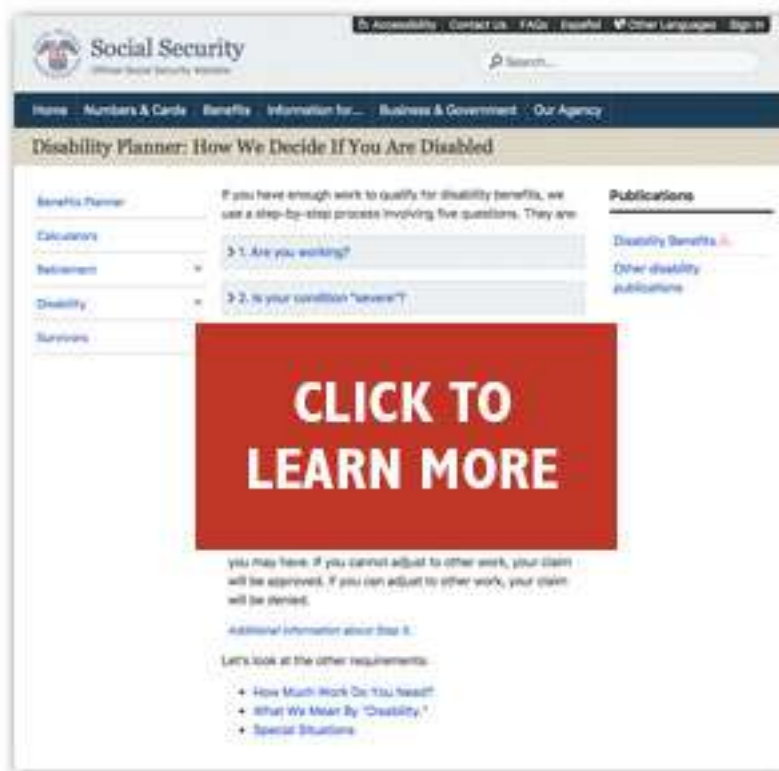 Accessibility Contact Us FAQs Español Other Languages Sign In
Social Security
Official Social Security Website
Search...
Home Numbers & Cards Benefits Information for... Business & Government Our Agency
Disability Planner: How We Decide If You Are Disabled
Benefits Planner
Calculators
Retirement
Disability
Survivors
If you have enough work to qualify for disability benefits, we
use a step-by-step process involving five questions. They are:
1. Are you working?
2. Is your condition "severe"?
CLICK TO
LEARN MORE
you may have. If you cannot adjust to other work, your claim
will be approved. If you can adjust to other work, your claim
will be denied.
Additional information about Step 5.
Let's look at the other requirements:
• How Much Work Do You Need?
• What We Mean By "Disability."
• Special Situations
Publications
Disability Benefits
Other disability
publications